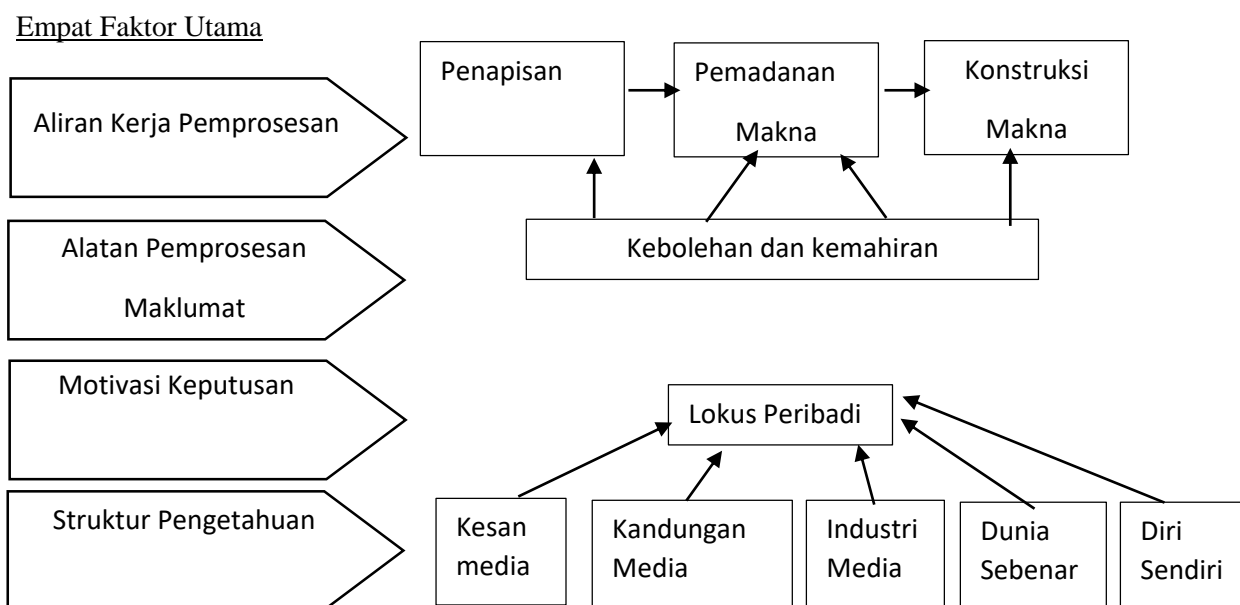 Empat Faktor Utama
Aliran Kerja Pemprosesan
Penapisan
Pemadanan
Makna
Konstruksi
Makna
Alatan Pemprosesan
Maklumat
Kebolehan dan kemahiran
Motivasi Keputusan
Lokus Peribadi
Struktur Pengetahuan
Kesan
media
Kandungan
Media
Industri
Media
Dunia
Sebenar
Diri
Sendiri